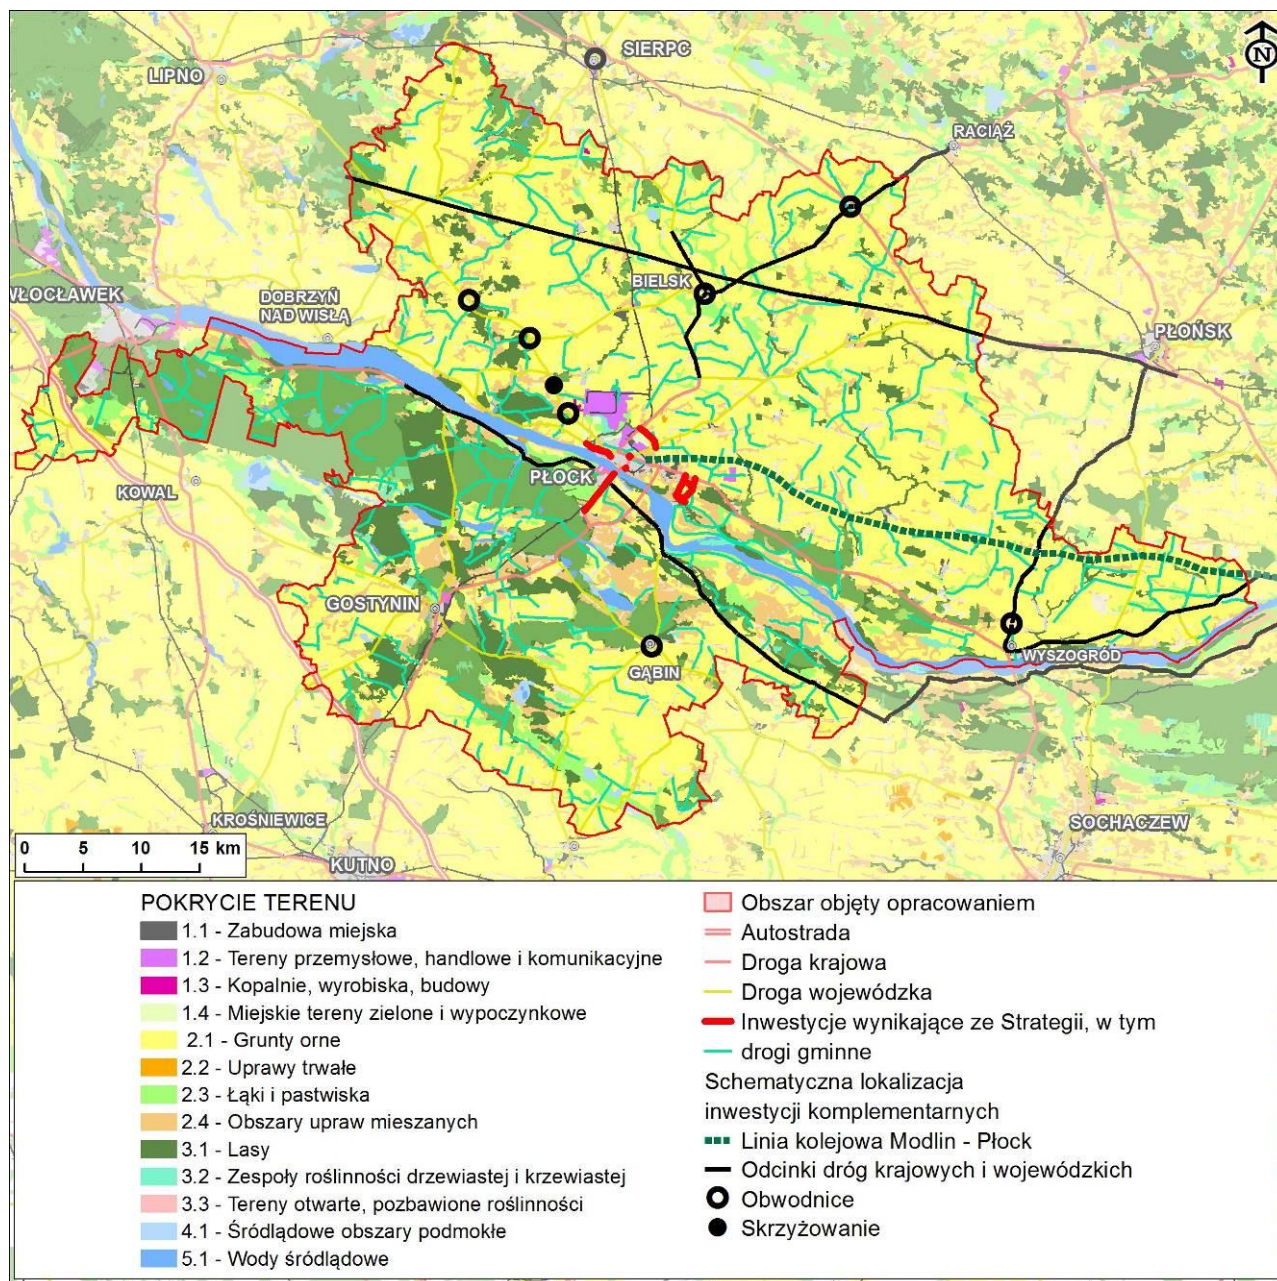 SIERPC
N
LIPNO
RACIĄŻ
WŁOCŁAWEK
DOBRZYŃ
NAD WISŁĄ
BIELSK
PŁOŃSK
KOWAL
PŁOCK
GOSTYNIN
GĄBIN
WYSZOGRÓD
KROŚNIEWICE
KUTNO
SOCHACZEW
0 5 10 15 km
POKRYCIE TERENU
1.1 - Zabudowa miejska
1.2 - Tereny przemysłowe, handlowe i komunikacyjne
1.3 - Kopalnie, wyrobiska, budowy
1.4 - Miejskie tereny zielone i wypoczynkowe
2.1 - Grunty orne
2.2 - Uprawy trwałe
2.3 - Łąki i pastwiska
2.4 - Obszary upraw mieszanych
3.1 - Lasy
3.2 - Zespoły roślinności drzewiastej i krzewiastej
3.3 - Tereny otwarte, pozbawione roślinności
4.1 - Śródlądowe obszary podmokłe
5.1 - Wody śródlądowe
Obszar objęty opracowaniem
Autostrada
Droga krajowa
Droga wojewódzka
Inwestycje wynikające ze Strategii, w tym
drogi gminne
Schematyczna lokalizacja
inwestycji komplementarnych
Linia kolejowa Modlin - Płock
Odcinki dróg krajowych i wojewódzkich
Obwodnice
Skrzyżowanie